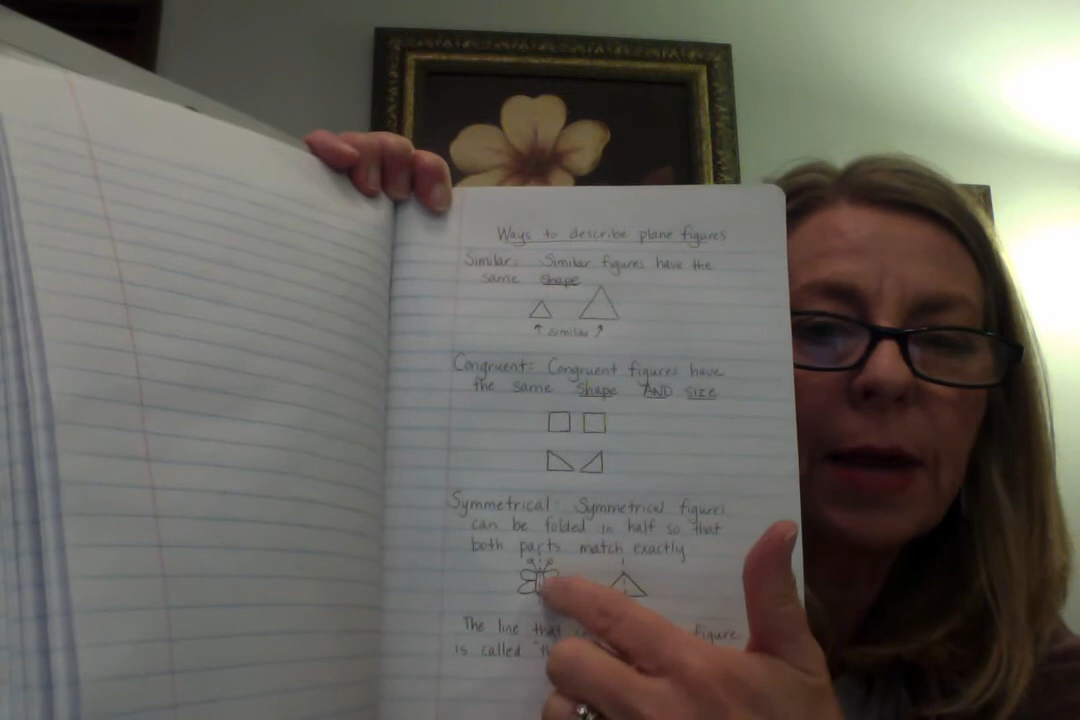 Ways to describe plane figures
Similar: Similar figures have the
same shape
↑ similar ↑
Congruent: Congruent figures have
the same shape AND size
Symmetrical: Symmetrical figures
can be folded in half so that
both parts match exactly
The line that figure
is called